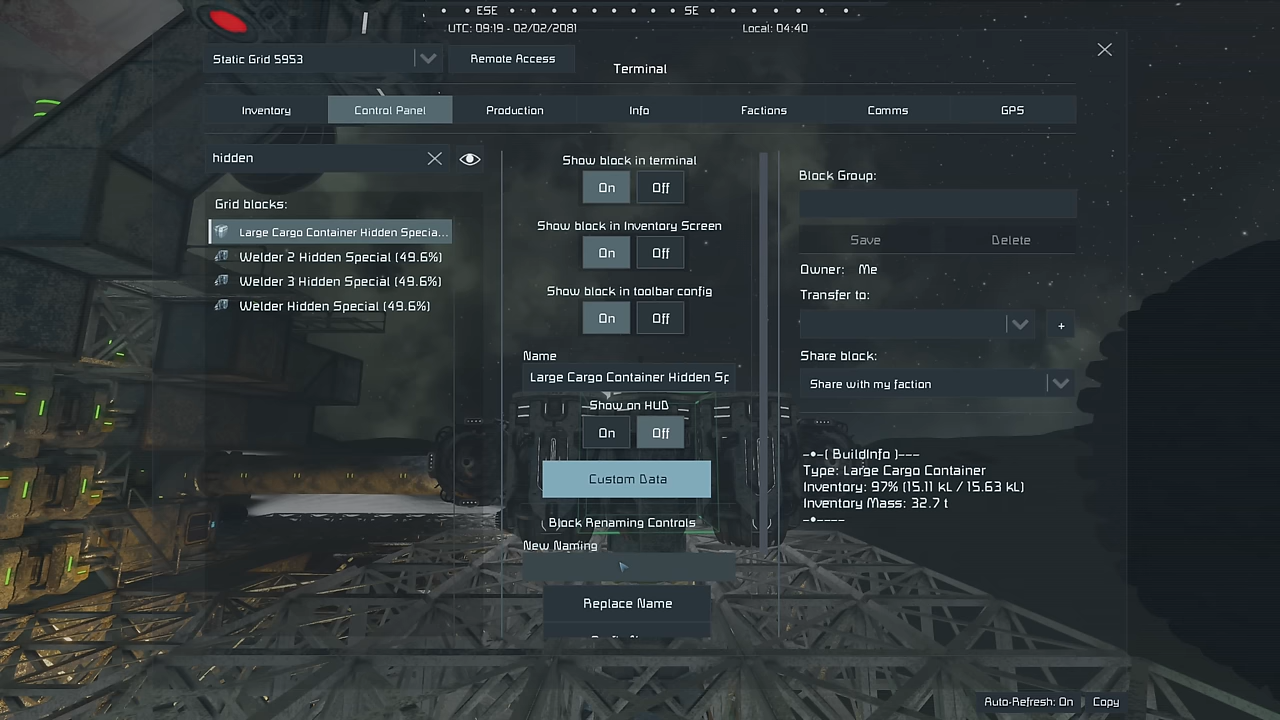 ESE
SE
UTC: 09:19 - 02/02/2081
Local: 04:40
Static Grid 5953
Remote Access
Terminal
Inventory
Control Panel
Production
Info
Factions
Comms
GPS
hidden
Grid blocks:
Large Cargo Container Hidden Specia...
Welder 2 Hidden Special (49.6%)
Welder 3 Hidden Special (49.6%)
Welder Hidden Special (49.6%)
Show block in terminal
On Off
Show block in Inventory Screen
On Off
Show block in toolbar config
On Off
Name
Large Cargo Container Hidden Sp
Show on HUD
On Off
Custom Data
Block Renaming Controls
New Naming
Replace Name
Block Group:
Save
Delete
Owner: Me
Transfer to:
+
Share block:
Share with my faction
-•-( BuildInfo )---
Type: Large Cargo Container
Inventory: 97% (15.11 kL / 15.63 kL)
Inventory Mass: 32.7 t
-•----
Auto-Refresh: On
Copy